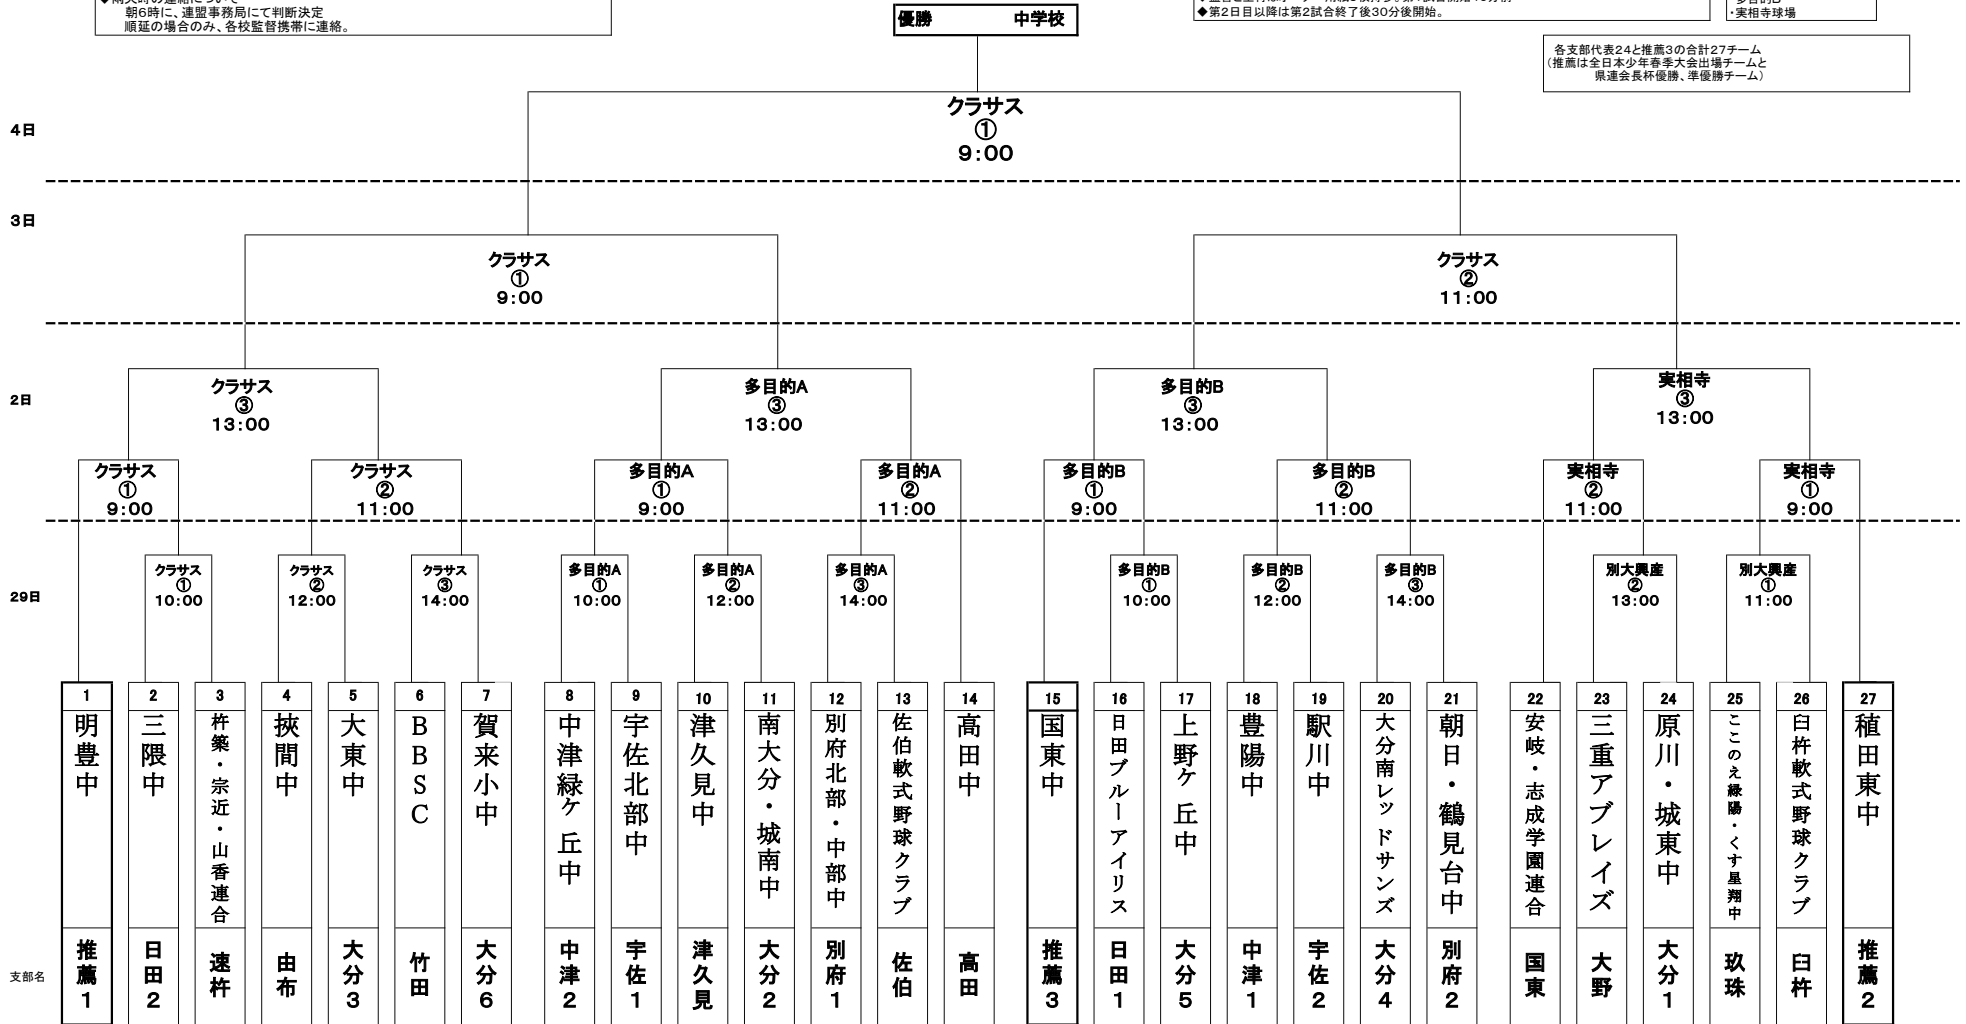 ◆雨天時の連絡について
朝6時に、連盟事務局にて判断決定
順延の場合のみ、各校監督携帯に連絡。
優勝 中学校
◆第2日目以降は第2試合終了後30分後開始。
・多目的B
・実相寺球場
各支部代表24と推薦3の合計27チーム
(推薦は全日本少年春季大会出場チームと
県連会長杯優勝、準優勝チーム)
4日
クラサス
①
9:00
3日
クラサス
①
9:00
クラサス
②
11:00
2日
クラサス
③
13:00
多目的A
③
13:00
多目的B
③
13:00
実相寺
③
13:00
クラサス
①
9:00
クラサス
②
11:00
多目的A
①
9:00
多目的A
②
11:00
多目的B
①
9:00
多目的B
②
11:00
実相寺
②
11:00
実相寺
①
9:00
29日
クラサス
①
10:00
クラサス
②
12:00
クラサス
③
14:00
多目的A
①
10:00
多目的A
②
12:00
多目的A
③
14:00
多目的B
①
10:00
多目的B
②
12:00
多目的B
③
14:00
別大興産
②
13:00
別大興産
①
11:00
1 明豊中 推薦1
2 三隈中 日田2
3 杵築・宗近・山香連合 速杵
4 挾間中 由布
5 大東中 大分3
6 BBSC 竹田
7 賀来小中 大分6
8 中津緑ケ丘中 中津2
9 宇佐北部中 宇佐1
10 津久見中 津久見
11 南大分・城南中 大分2
12 別府北部・中部中 別府1
13 佐伯軟式野球クラブ 佐伯
14 高田中 高田
15 国東中 推薦3
16 日田ブルーアイリス 日田1
17 上野ケ丘中 大分5
18 豊陽中 中津1
19 駅川中 宇佐2
20 大分南レッドサンズ 大分4
21 朝日・鶴見台中 別府2
22 安岐・志成学園連合 国東
23 三重アブレイズ 大野
24 原川・城東中 大分1
25 ここのえ緑陽・くす星翔中 玖珠
26 臼杵軟式野球クラブ 臼杵
27 稙田東中 推薦2
支部名